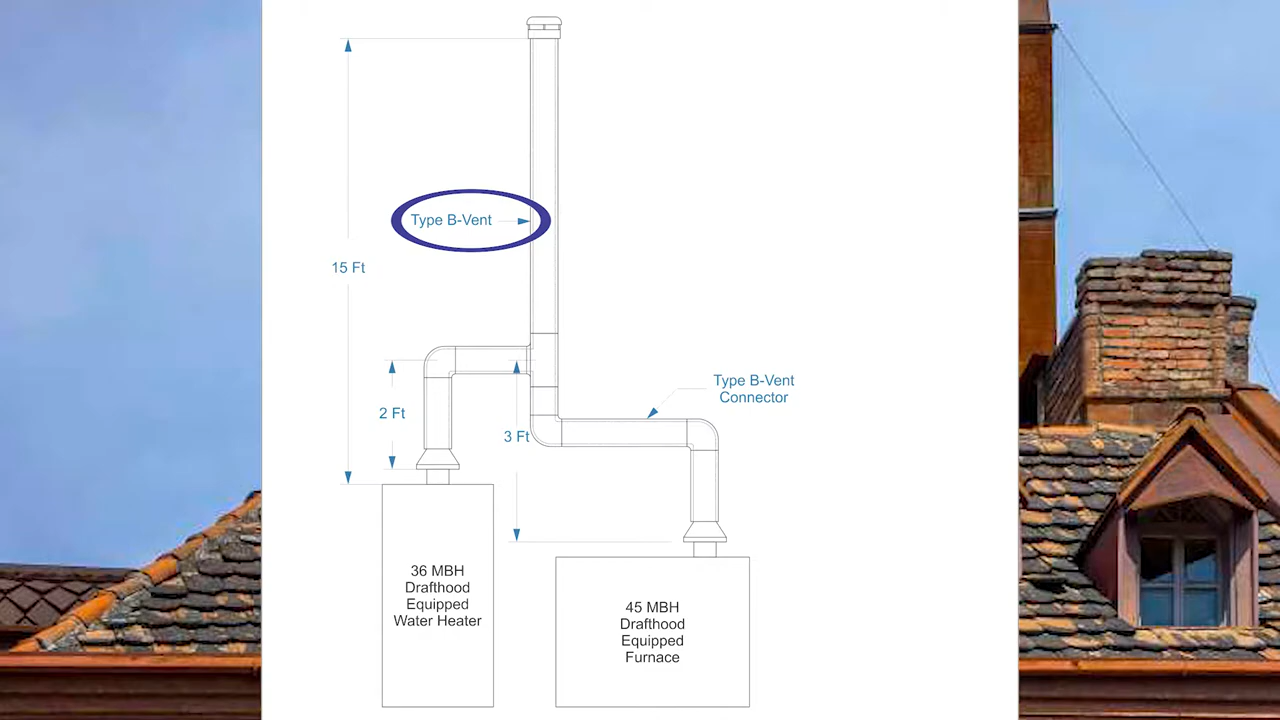 Type B-Vent
15 Ft
Type B-Vent
Connector
2 Ft
3 Ft
36 MBH
Drafthood
Equipped
Water Heater
45 MBH
Drafthood
Equipped
Furnace